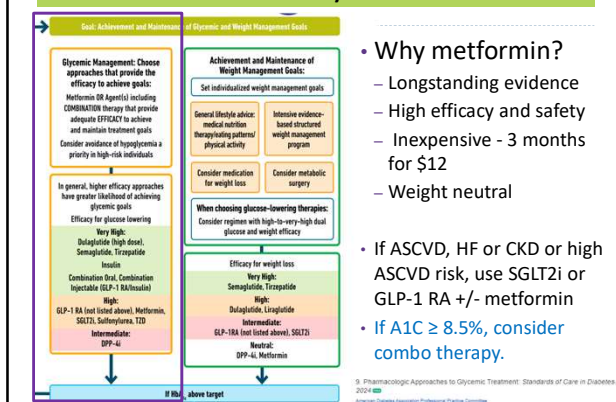 Goal: Achievement and Maintenance of Glycemic and Weight Management Goals
Glycemic Management: Choose
approaches that provide the
efficacy to achieve goals:
Metformin OR Agent(s) including
COMBINATION therapy that provide
adequate EFFICACY to achieve
and maintain treatment goals
Consider avoidance of hypoglycemia a
priority in high-risk individuals
In general, higher efficacy approaches
have greater likelihood of achieving
glycemic goals
Efficacy for glucose lowering
Very High:
Dulaglutide (high dose),
Semaglutide, Tirzepatide
Insulin
Combination Oral, Combination
Injectable (GLP-1 RA/Insulin)
High:
GLP-1 RA (not listed above), Metformin,
SGLT2i, Sulfonylurea, TZD
Intermediate:
DPP-4i
Achievement and Maintenance of
Weight Management Goals:
Set individualized weight management goals
General lifestyle advice:
medical nutrition
therapy/eating patterns/
physical activity
Intensive evidence-
based structured
weight management
program
Consider medication
for weight loss
Consider metabolic
surgery
When choosing glucose-lowering therapies:
Consider regimen with high-to-very-high dual
glucose and weight efficacy
Efficacy for weight loss
Very High:
Semaglutide, Tirzepatide
High:
Dulaglutide, Liraglutide
Intermediate:
GLP-1RA (not listed above), SGLT2i
Neutral:
DPP-4i, Metformin
If HbA1c above target
• Why metformin?
– Longstanding evidence
– High efficacy and safety
– Inexpensive - 3 months
for $12
– Weight neutral
• If ASCVD, HF or CKD or high
ASCVD risk, use SGLT2i or
GLP-1 RA +/- metformin
• If A1C ≥ 8.5%, consider
combo therapy.
9. Pharmacologic Approaches to Glycemic Treatment: Standards of Care in Diabetes-
2024
American Diabetes Association Professional Practice Committee